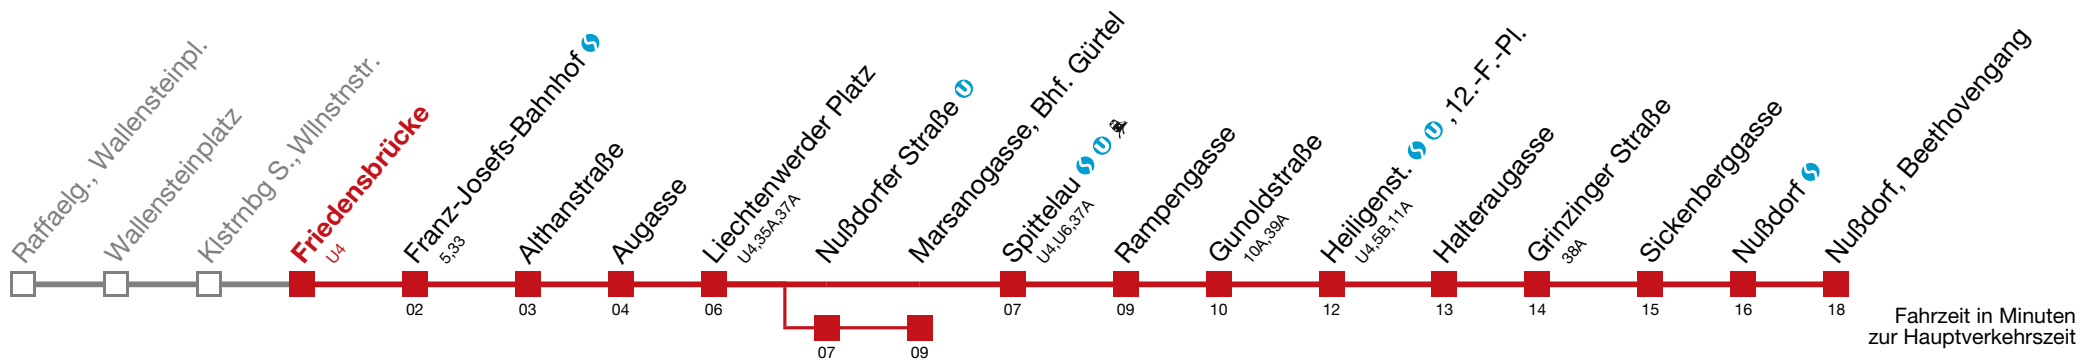 Raffaelg., Wallensteinpl.
Wallensteinplatz
Klstrnbg S., Wllnstnstr.
Friedensbrücke
U4
Franz-Josefs-Bahnhof S
5,33
Althanstraße
Augasse
Liechtenwerder Platz
U4,35A,37A
Nußdorfer Straße U
Marsanogasse, Bhf. Gürtel
Spittelau S U
U4,U6,37A
Rampengasse
Gunoldstraße
10A,39A
Heiligenst. S U , 12.-F.-Pl.
U4,5B,11A
Halteraugasse
Grinzinger Straße
38A
Sickenberggasse
Nußdorf S
Nußdorf, Beethovengang
02 03 04 06 07 09 10 12 13 14 15 16 18
07 09
Fahrzeit in Minuten
zur Hauptverkehrszeit